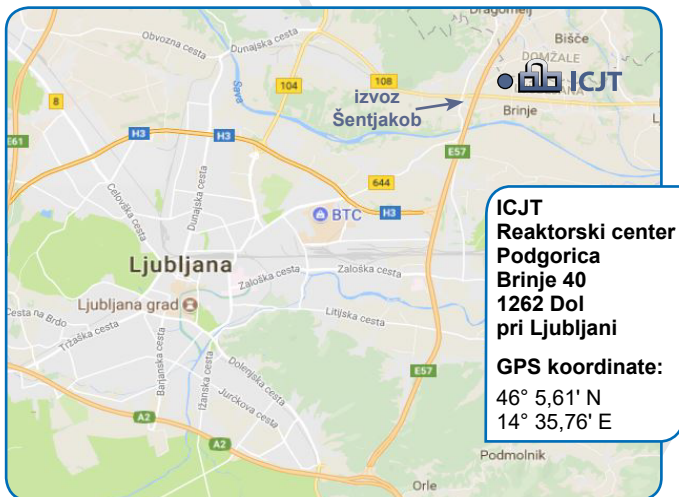 Dragomelj
Obvozna cesta
Dunajska cesta
Bišče
DOMŽALE
ICJT
104
108
Sava
izvoz
Šentjakob
Brinje
8
H3
E61
H3
E57
Celovška cesta
Dunajska cesta
644
BTC
H3
Ljubljana
Zaloška cesta
Zaloška cesta
Ljubljana grad
Litijska cesta
Cesta na Brdo
Tržaška cesta
Barjanska cesta
Ižanska cesta
Dolenjska cesta
Jurčkova cesta
E57
A2
A2
Podmolnik
Orle
ICJT
Reaktorski center
Podgorica
Brinje 40
1262 Dol
pri Ljubljani
GPS koordinate:
46° 5,61' N
14° 35,76' E